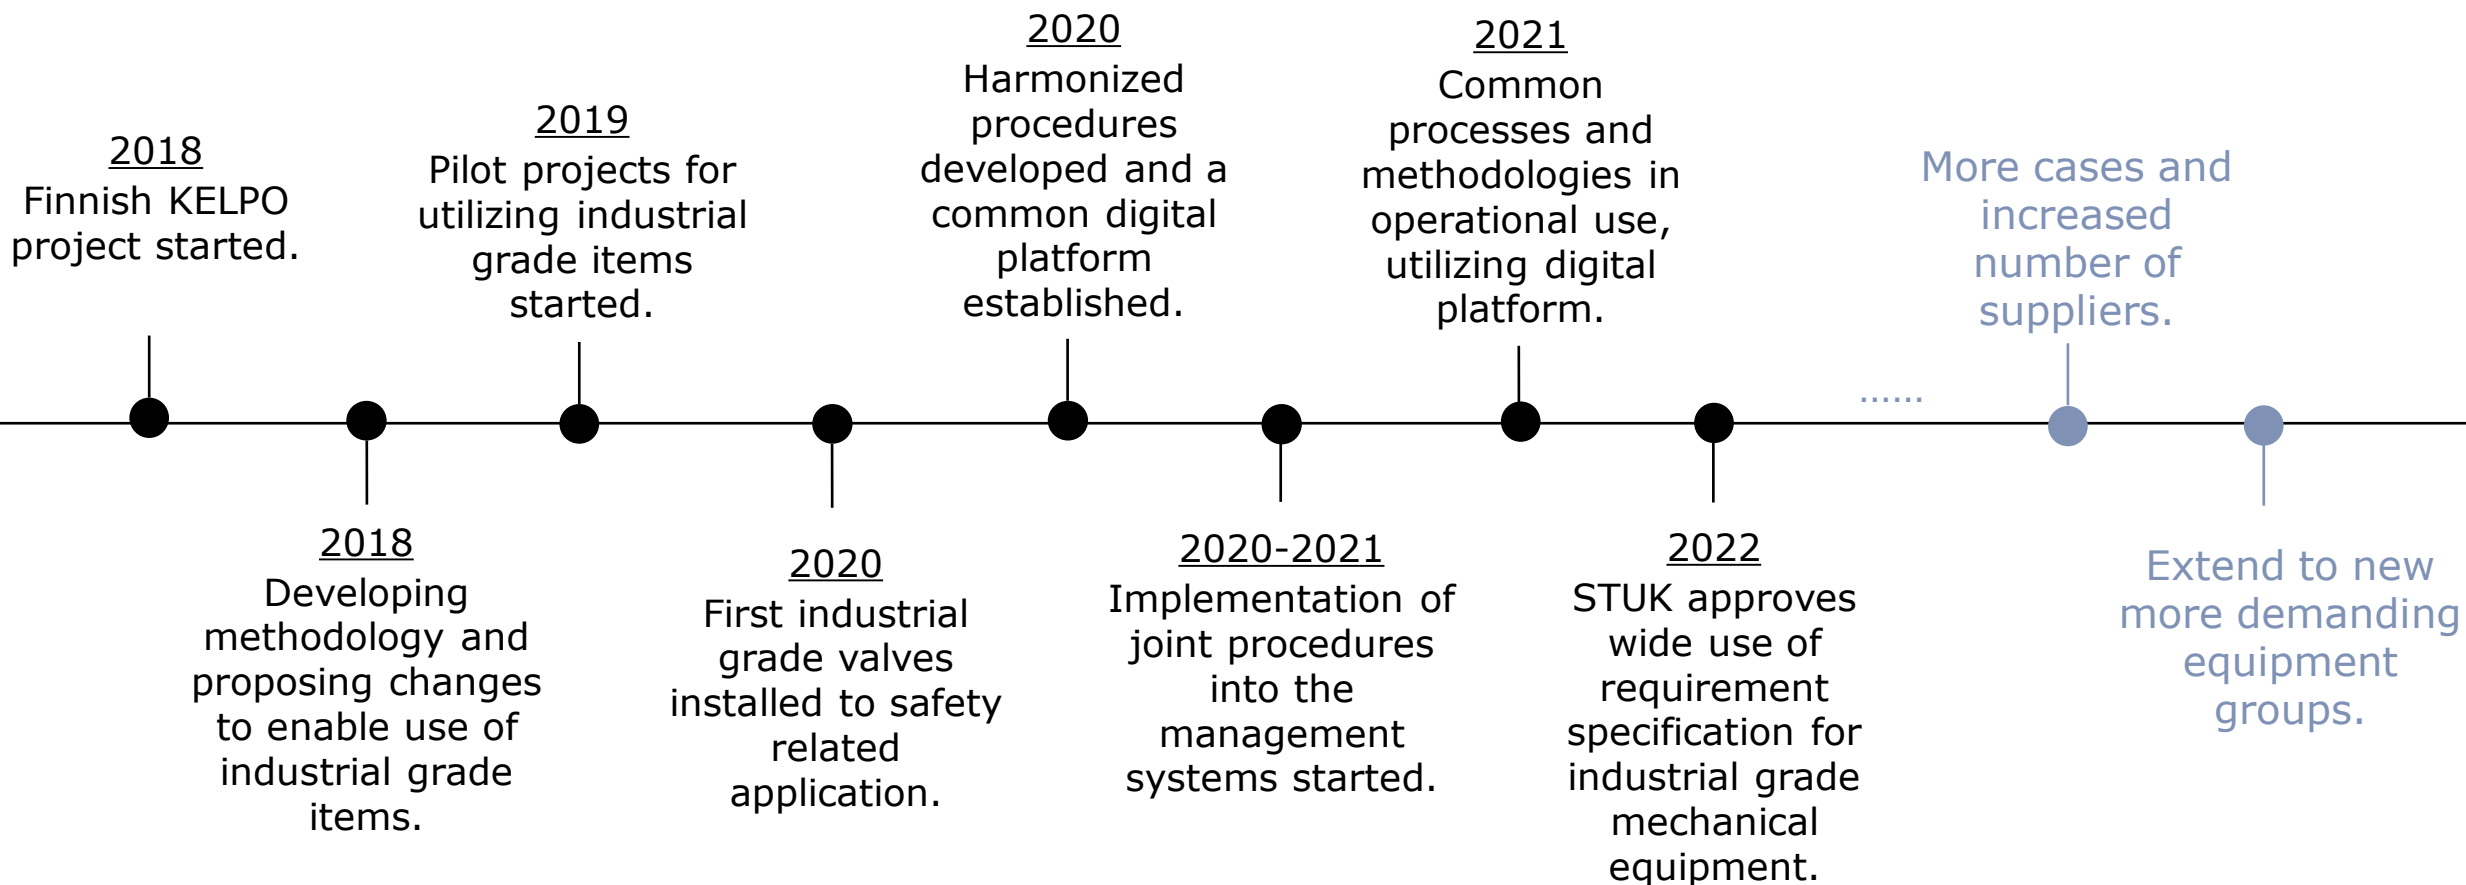 2018
Finnish KELPO
project started.
2018
Developing
methodology and
proposing changes
to enable use of
industrial grade
items.
2019
Pilot projects for
utilizing industrial
grade items
started.
2020
First industrial
grade valves
installed to safety
related
application.
2020
Harmonized
procedures
developed and a
common digital
platform
established.
2020-2021
Implementation of
joint procedures
into the
management
systems started.
2021
Common
processes and
methodologies in
operational use,
utilizing digital
platform.
2022
STUK approves
wide use of
requirement
specification for
industrial grade
mechanical
equipment.
......
More cases and
increased
number of
suppliers.
Extend to new
more demanding
equipment
groups.